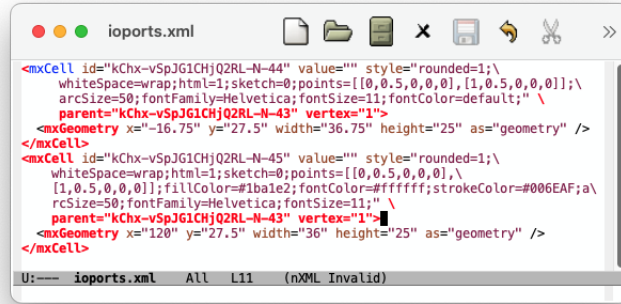 ioports.xml
<mxCell id="kChx-vSpJG1CHjQ2RL-N-44" value="" style="rounded=1;\
whiteSpace=wrap;html=1;sketch=0;points=[[0,0.5,0,0,0],[1,0.5,0,0,0]];\
arcSize=50;fontFamily=Helvetica;fontSize=11;fontColor=default;" \
parent="kChx-vSpJG1CHjQ2RL-N-43" vertex="1">
<mxGeometry x="-16.75" y="27.5" width="36.75" height="25" as="geometry" />
</mxCell>
<mxCell id="kChx-vSpJG1CHjQ2RL-N-45" value="" style="rounded=1;\
whiteSpace=wrap;html=1;sketch=0;points=[[0,0.5,0,0,0],\
[1,0.5,0,0,0]];fillColor=#1ba1e2;fontColor=#ffffff;strokeColor=#006EAF;a\
rcSize=50;fontFamily=Helvetica;fontSize=11;" \
parent="kChx-vSpJG1CHjQ2RL-N-43" vertex="1">
<mxGeometry x="120" y="27.5" width="36" height="25" as="geometry" />
</mxCell>
U:--- ioports.xml All L11 (nXML Invalid)